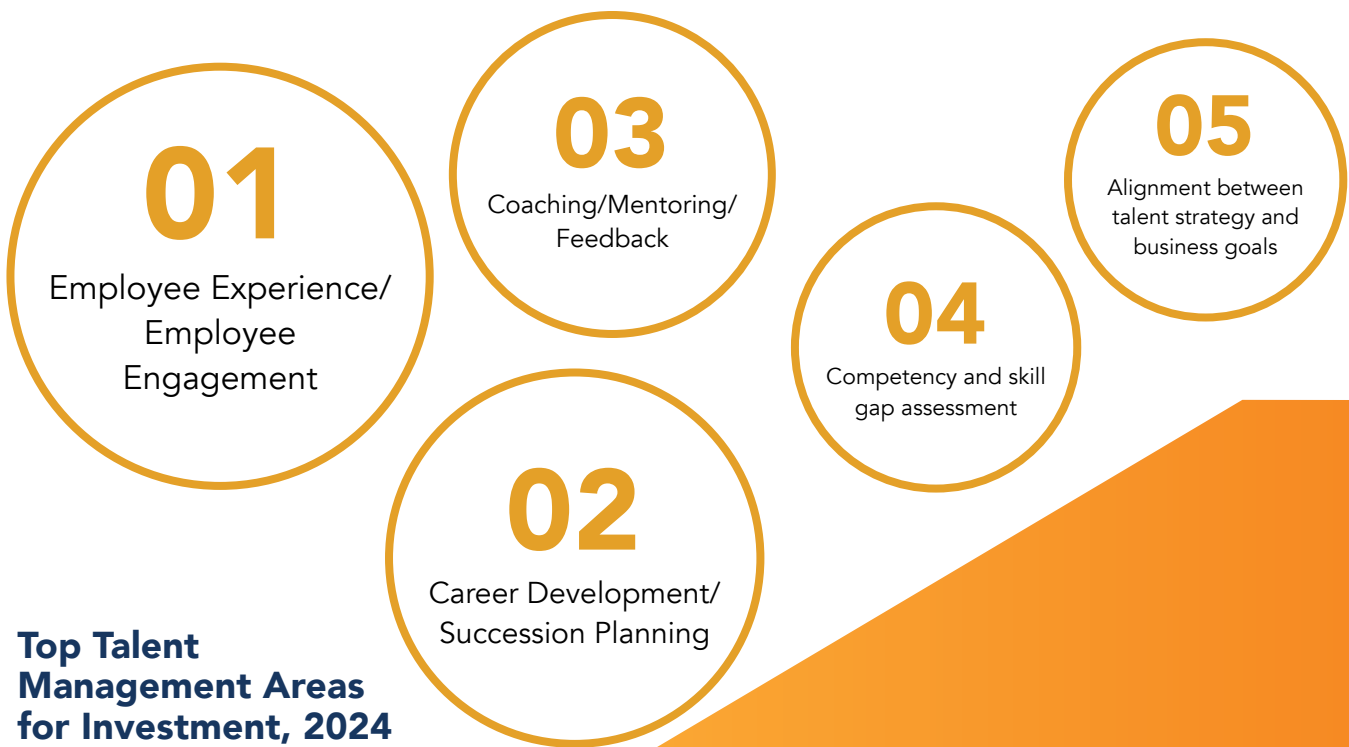 01
Employee Experience/
Employee
Engagement
03
Coaching/Mentoring/
Feedback
05
Alignment between
talent strategy and
business goals
04
Competency and skill
gap assessment
02
Career Development/
Succession Planning
Top Talent
Management Areas
for Investment, 2024